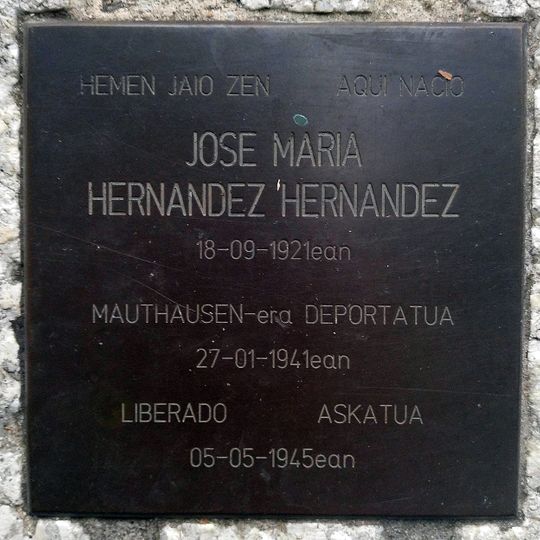 HEMEN JAIO ZEN AQUI NACIO
JOSE MARIA
HERNANDEZ HERNANDEZ
18-09-1921ean
MAUTHAUSEN-era DEPORTATUA
27-01-1941ean
LIBERADO ASKATUA
05-05-1945ean